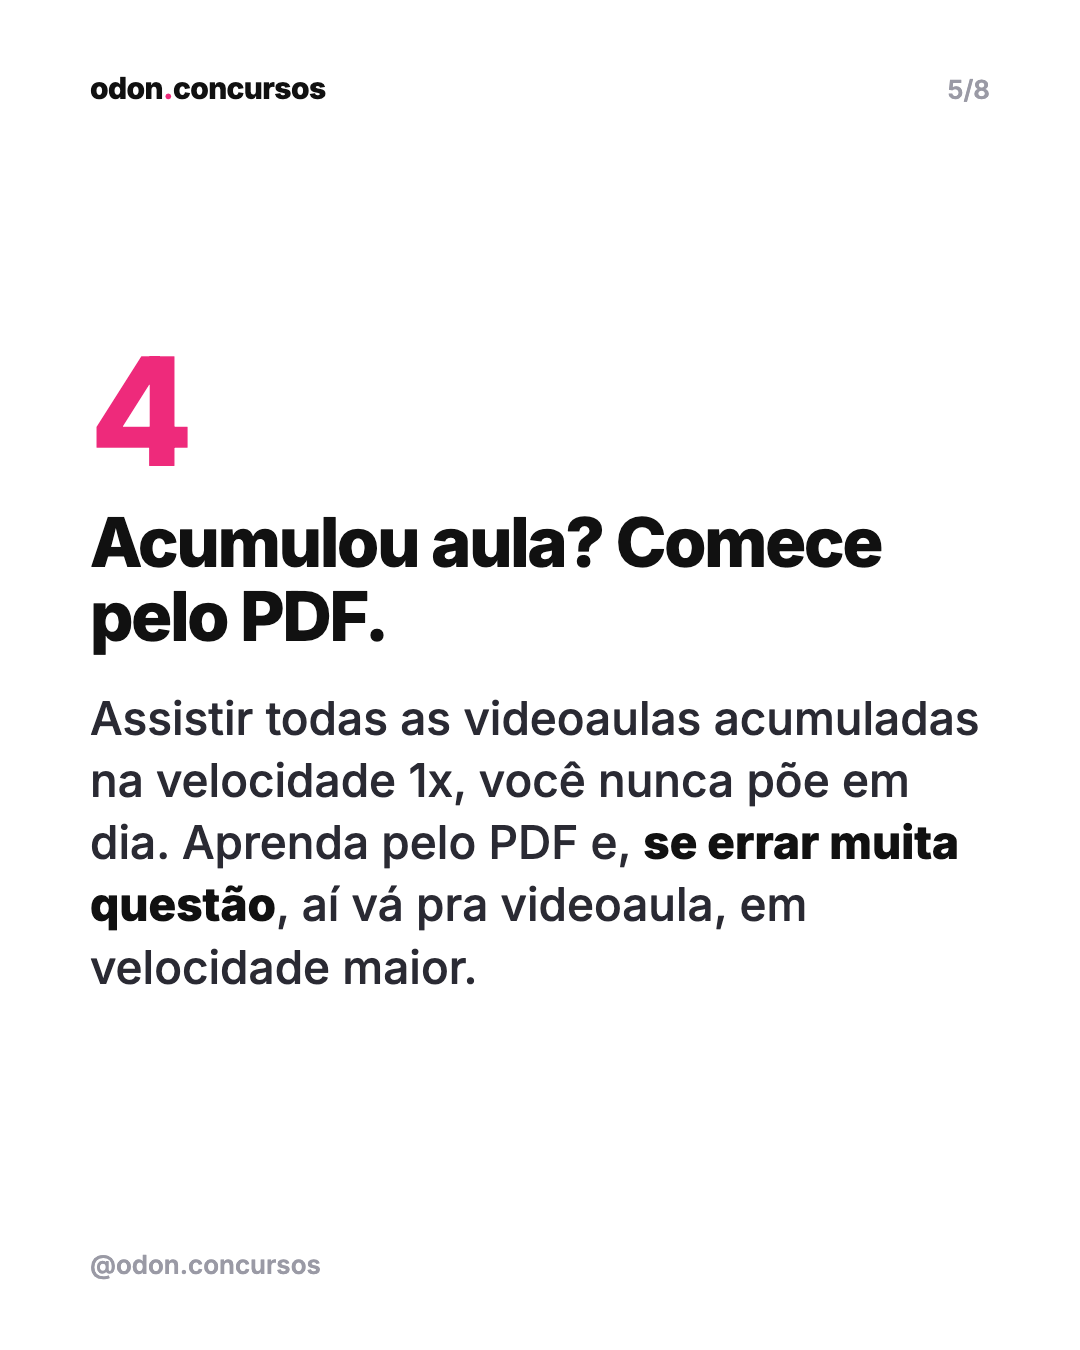 odon.concursos
5/8
4
Acumulou aula? Comece
pelo PDF.
Assistir todas as videoaulas acumuladas
na velocidade 1x, você nunca põe em
dia. Aprenda pelo PDF e, se errar muita
questão, aí vá pra videoaula, em
velocidade maior.
@odon.concursos